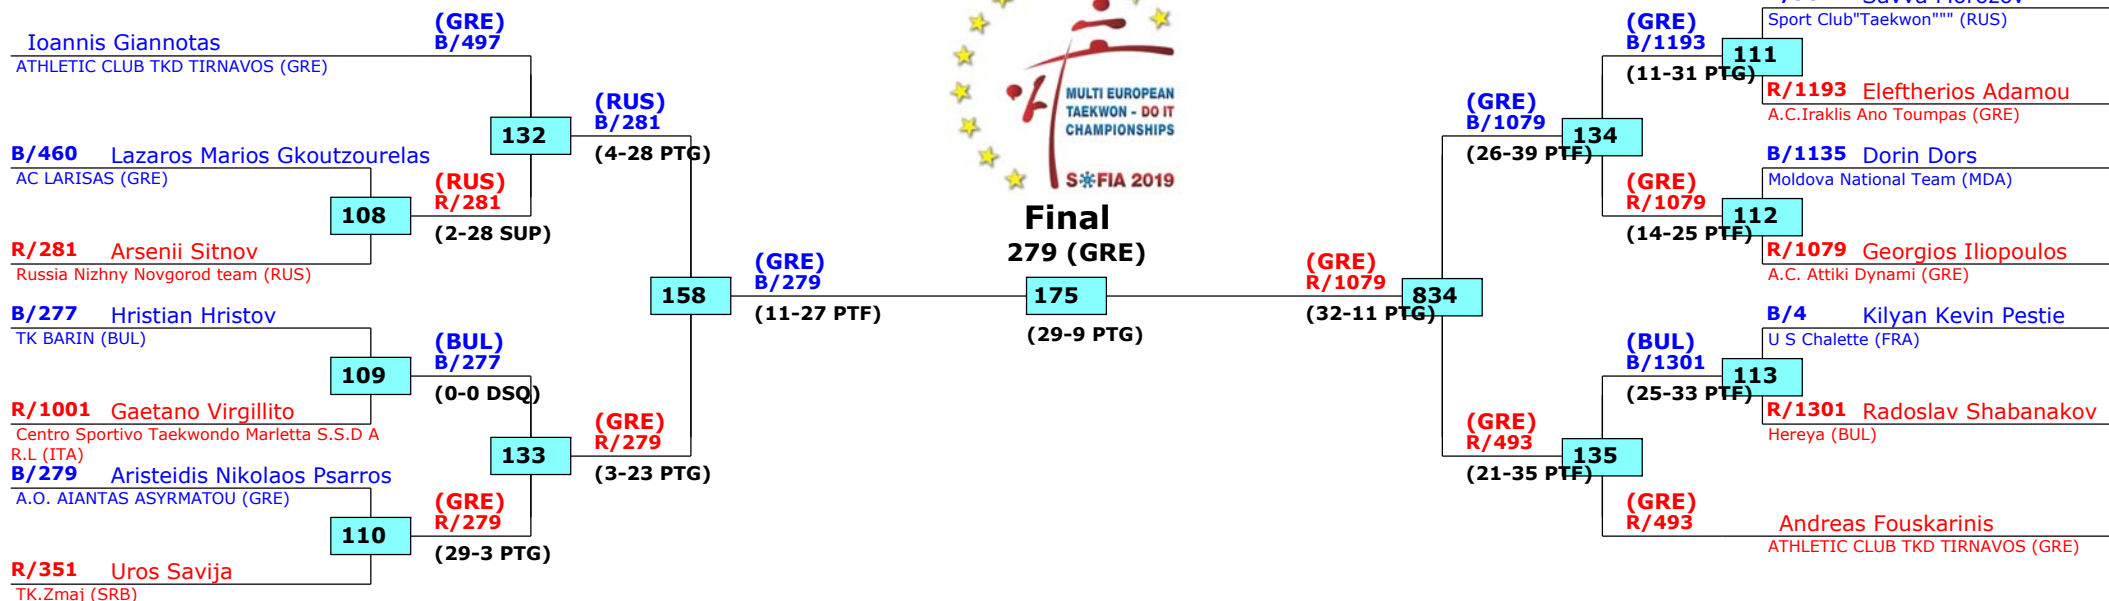 Ioannis Giannotas
ATHLETIC CLUB TKD TIRNAVOS (GRE)
(GRE)
B/497
132
B/460 Lazaros Marios Gkoutzourelas
AC LARISAS (GRE)
108
(RUS)
R/281
(2-28 SUP)
R/281 Arsenii Sitnov
Russia Nizhny Novgorod team (RUS)
(RUS)
B/281
(4-28 PTG)
158
B/277 Hristian Hristov
TK BARIN (BUL)
109
(BUL)
B/277
(0-0 DSQ)
R/1001 Gaetano Virgillito
Centro Sportivo Taekwondo Marletta S.S.D A
R.L (ITA)
133
(GRE)
R/279
(3-23 PTG)
B/279 Aristeidis Nikolaos Psarros
A.O. AIANTAS ASYRMATOU (GRE)
110
(GRE)
R/279
(29-3 PTG)
R/351 Uros Savija
TK.Zmaj (SRB)
(GRE)
B/279
(11-27 PTF)
MULTI EUROPEAN
TAEKWON - DO IT
CHAMPIONSHIPS
S FIA 2019
Final
279 (GRE)
175
(29-9 PTG)
(GRE)
R/1079
(32-11 PTG)
834
(GRE)
B/1079
(26-39 PTF)
134
(GRE)
R/493
(21-35 PTF)
135
(GRE)
B/1193
(11-31 PTG)
111
Sport Club"Taekwon""" (RUS)
R/1193 Eleftherios Adamou
A.C.Iraklis Ano Toumpas (GRE)
B/1135 Dorin Dors
Moldova National Team (MDA)
(GRE)
R/1079
(14-25 PTF)
112
R/1079 Georgios Iliopoulos
A.C. Attiki Dynami (GRE)
B/4 Kilyan Kevin Pestie
U S Chalette (FRA)
(BUL)
B/1301
(25-33 PTF)
113
R/1301 Radoslav Shabanakov
Hereya (BUL)
(GRE)
R/493
Andreas Fouskarinis
ATHLETIC CLUB TKD TIRNAVOS (GRE)